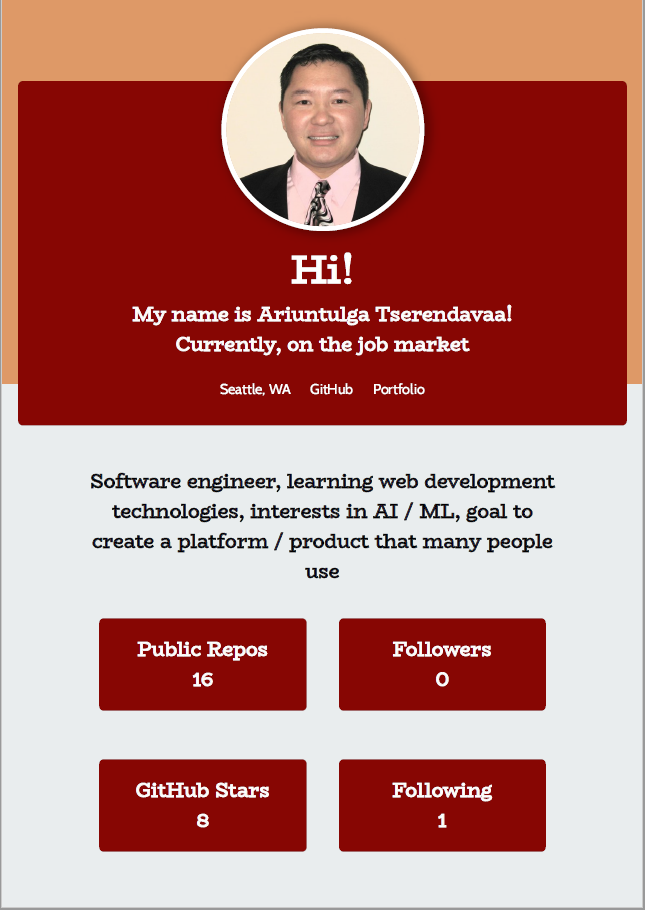 Hi!
My name is Ariuntulga Tserendavaa!
Currently, on the job market
Seattle, WA GitHub Portfolio
Software engineer, learning web development
technologies, interests in AI / ML, goal to
create a platform / product that many people
use
Public Repos
16
Followers
0
GitHub Stars
8
Following
1